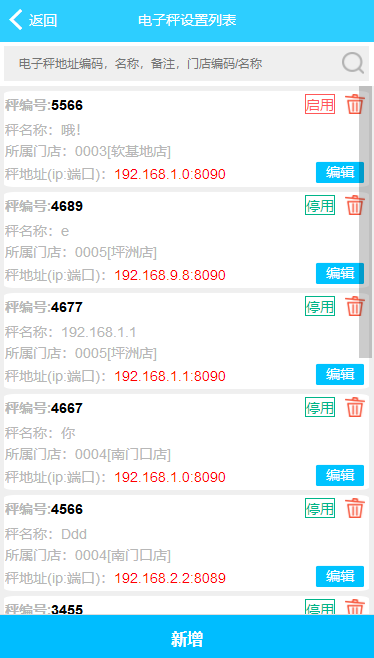 返回 电子秤设置列表
电子秤地址编码，名称，备注，门店编码/名称
秤编号:5566 启用
秤名称：哦！
所属门店：0003[软基地店]
秤地址(ip:端口)：192.168.1.0:8090 编辑
秤编号:4689 停用
秤名称：e
所属门店：0005[坪洲店]
秤地址(ip:端口)：192.168.9.8:8090 编辑
秤编号:4677 停用
秤名称：192.168.1.1
所属门店：0005[坪洲店]
秤地址(ip:端口)：192.168.1.1:8090 编辑
秤编号:4667 停用
秤名称：你
所属门店：0004[南门口店]
秤地址(ip:端口)：192.168.1.0:8090 编辑
秤编号:4566 停用
秤名称：Ddd
所属门店：0004[南门口店]
秤地址(ip:端口)：192.168.2.2:8089 编辑
秤编号:3455 停用
新增